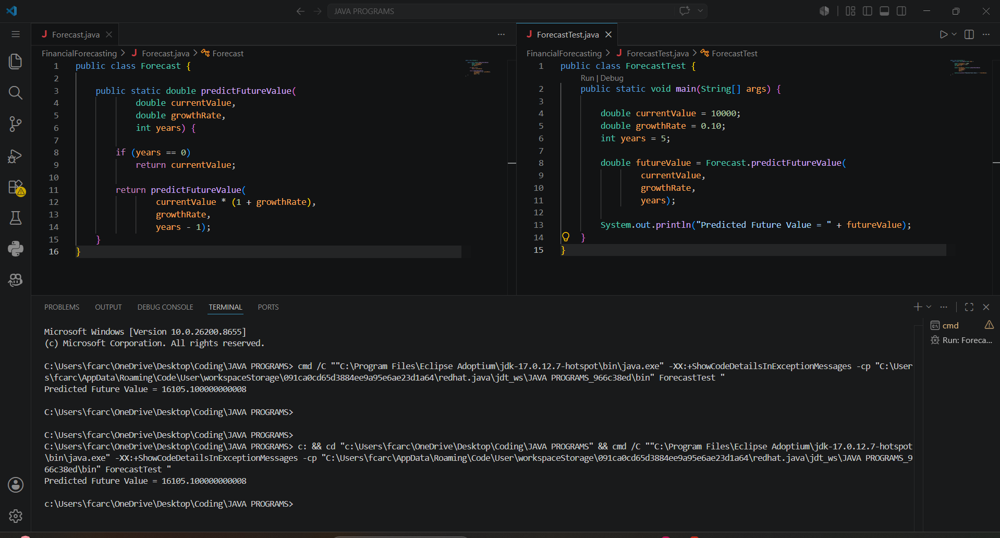 JAVA PROGRAMS
Forecast.java
FinancialForecasting > Forecast.java > Forecast
1 public class Forecast {
2
3 public static double predictFutureValue(
4 double currentValue,
5 double growthRate,
6 int years) {
7
8 if (years == 0)
9 return currentValue;
10
11 return predictFutureValue(
12 currentValue * (1 + growthRate),
13 growthRate,
14 years - 1);
15 }
16 }
ForecastTest.java
FinancialForecasting > ForecastTest.java > ForecastTest
1 public class ForecastTest {
Run | Debug
2 public static void main(String[] args) {
3
4 double currentValue = 10000;
5 double growthRate = 0.10;
6 int years = 5;
7
8 double futureValue = Forecast.predictFutureValue(
9 currentValue,
10 growthRate,
11 years);
12
13 System.out.println("Predicted Future Value = " + futureValue);
14 }
15 }
PROBLEMS OUTPUT DEBUG CONSOLE TERMINAL PORTS
Microsoft Windows [Version 10.0.26200.8655]
(c) Microsoft Corporation. All rights reserved.
C:\Users\fcarc\OneDrive\Desktop\Coding\JAVA PROGRAMS> cmd /C ""C:\Program Files\Eclipse Adoptium\jdk-17.0.12.7-hotspot\bin\java.exe" -XX:+ShowCodeDetailsInExceptionMessages -cp "C:\User
s\fcarc\AppData\Roaming\Code\User\workspaceStorage\091ca0cd65d3884ee9a95e6ae23d1a64\redhat.java\jdt_ws\JAVA PROGRAMS_966c38ed\bin" ForecastTest "
Predicted Future Value = 16105.100000000008
C:\Users\fcarc\OneDrive\Desktop\Coding\JAVA PROGRAMS>
C:\Users\fcarc\OneDrive\Desktop\Coding\JAVA PROGRAMS>
C:\Users\fcarc\OneDrive\Desktop\Coding\JAVA PROGRAMS> c: && cd "c:\Users\fcarc\OneDrive\Desktop\Coding\JAVA PROGRAMS" && cmd /C ""C:\Program Files\Eclipse Adoptium\jdk-17.0.12.7-hotspot
\bin\java.exe" -XX:+ShowCodeDetailsInExceptionMessages -cp "C:\Users\fcarc\AppData\Roaming\Code\User\workspaceStorage\091ca0cd65d3884ee9a95e6ae23d1a64\redhat.java\jdt_ws\JAVA PROGRAMS_9
66c38ed\bin" ForecastTest "
Predicted Future Value = 16105.100000000008
c:\Users\fcarc\OneDrive\Desktop\Coding\JAVA PROGRAMS>
cmd
Run: Foreca...